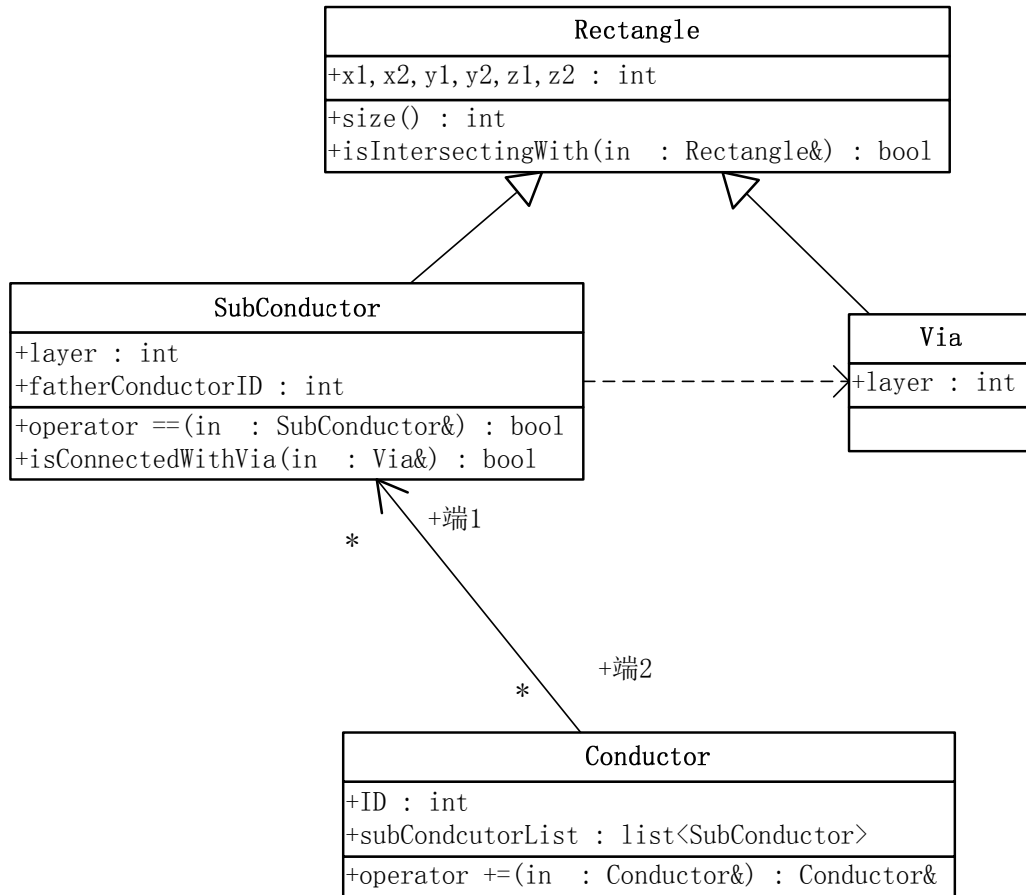 Rectangle
+x1,x2,y1,y2,z1,z2 : int
+size() : int
+isIntersectingWith(in  : Rectangle&) : bool
SubConductor
+layer : int
+fatherConductorID : int
+operator ==(in  : SubConductor&) : bool
+isConnectedWithVia(in  : Via&) : bool
Via
+layer : int
+端1
*
+端2
*
Conductor
+ID : int
+subCondcutorList : list<SubConductor>
+operator +=(in  : Conductor&) : Conductor&